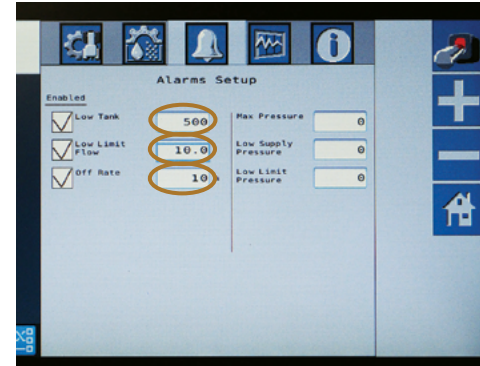 Alarms Setup
Enabled
Low Tank 500 Max Pressure 0
Low Limit Flow 10.0 Low Supply Pressure 0
Off Rate 10 Low Limit Pressure 0